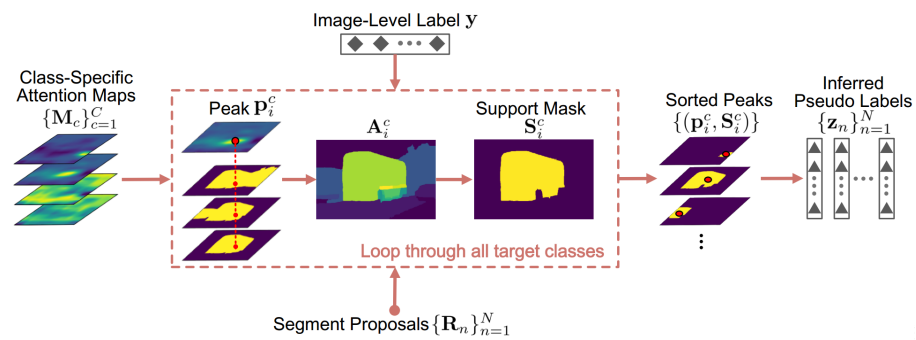 Image-Level Label y
Class-Specific
Attention Maps
{M_c}_{c=1}^C
Peak p_i^c
A_i^c
Support Mask
S_i^c
Loop through all target classes
Sorted Peaks
{(p_i^c, S_i^c)}
Inferred
Pseudo Labels
{z_n}_{n=1}^N
Segment Proposals {R_n}_{n=1}^N